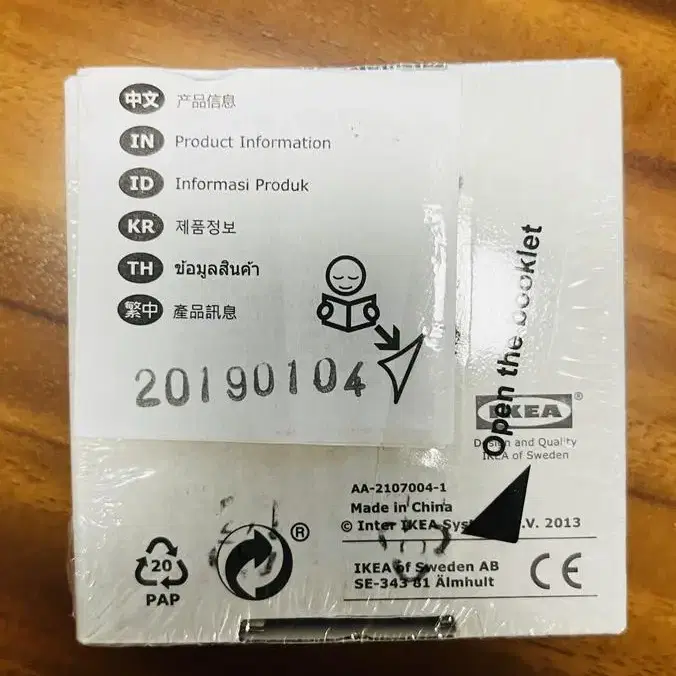 中文 产品信息
IN Product Information
ID Informasi Produk
KR 제품정보
TH ข้อมูลสินค้า
繁中 產品訊息
20190104
Open the booklet
IKEA®
Design and Quality
IKEA of Sweden
AA-2107004-1
Made in China
© Inter IKEA B.V. 2013
IKEA of Sweden AB
SE-343 81 Älmhult
CE
®
20
PAP